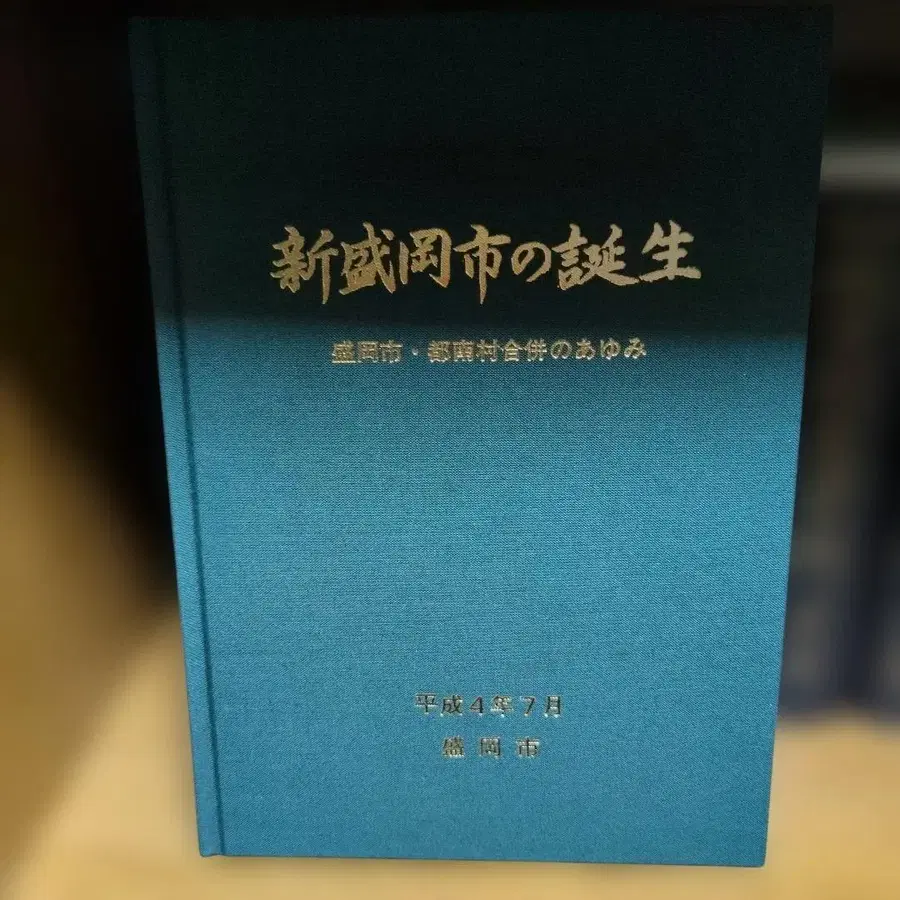 新盛岡市の誕生
盛岡市・都南村合併のあゆみ
平成4年7月
盛岡市